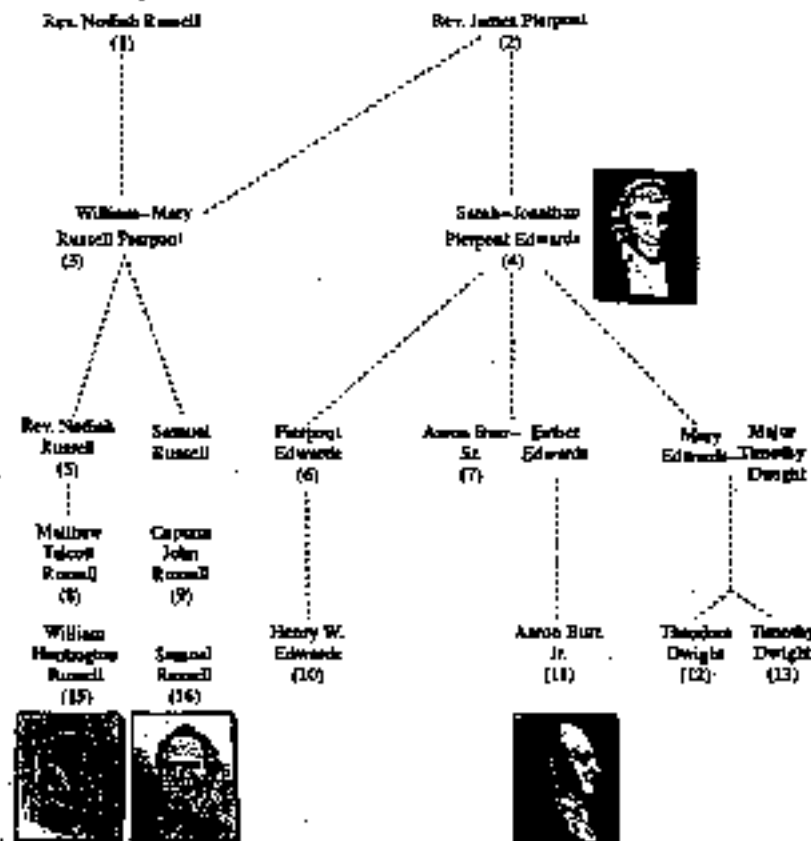 Rev. Nodiah Russell
(1)
Rev. James Pierpont
(2)
William–Mary
Russell Pierpont
(3)
Sarah–Jonathan
Pierpont Edwards
(4)
Rev. Nodiah
Russell
(5)
Samuel
Russell
Pierpont
Edwards
(6)
Aaron Burr– Esther
Sr. Edwards
(7)
Mary
Edwards–
Major
Timothy
Dwight
Matthew
Talcott
Russell
(8)
Captain
John
Russell
(9)
William
Huntington
Russell
(15)
Samuel
Russell
(16)
Henry W.
Edwards
(10)
Aaron Burr
Jr.
(11)
Theodore
Dwight
(12)
Timothy
Dwight
(13)